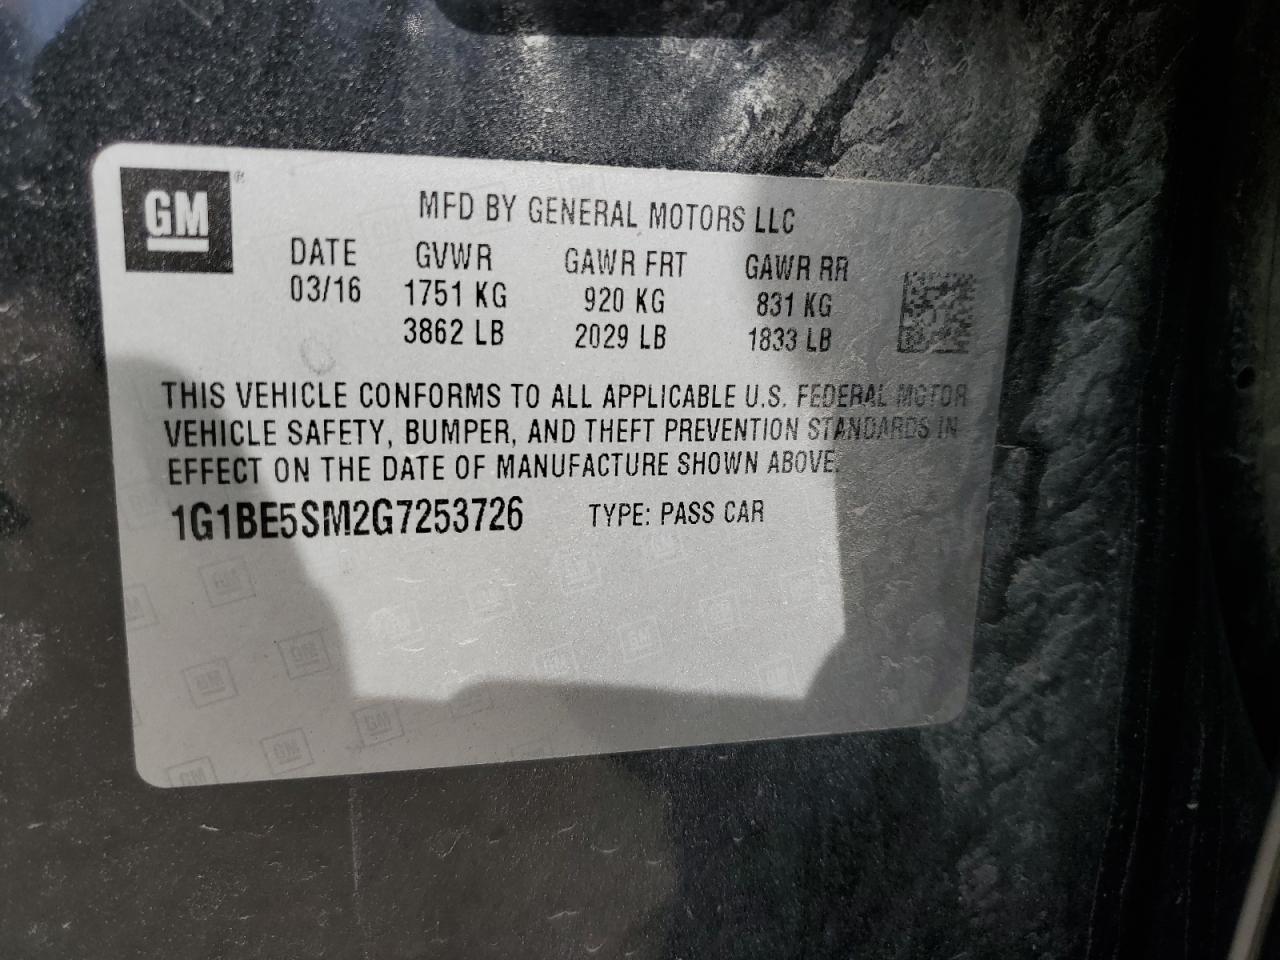 GM
MFD BY GENERAL MOTORS LLC
DATE GVWR GAWR FRT GAWR RR
03/16 1751 KG 920 KG 831 KG
3862 LB 2029 LB 1833 LB
THIS VEHICLE CONFORMS TO ALL APPLICABLE U.S. FEDERAL MOTOR
VEHICLE SAFETY, BUMPER, AND THEFT PREVENTION STANDARDS IN
EFFECT ON THE DATE OF MANUFACTURE SHOWN ABOVE.
1G1BE5SM2G7253726 TYPE: PASS CAR